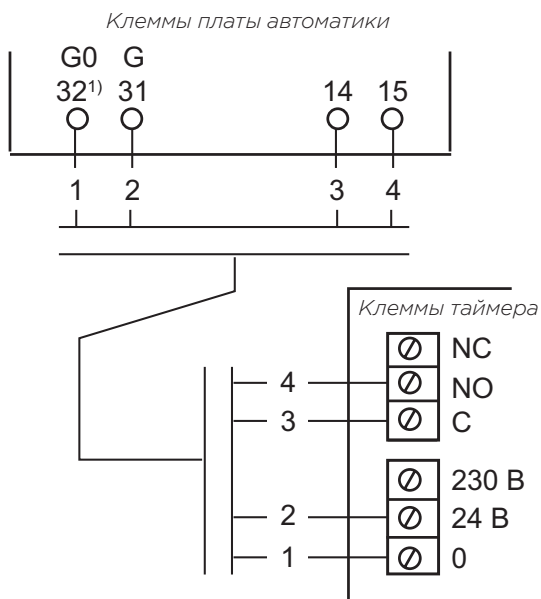 Клеммы платы автоматики
G0 G
32¹⁾ 31 14 15
1 2 3 4
Клеммы таймера
NC
4 NO
3 C
230 В
2 24 В
1 0